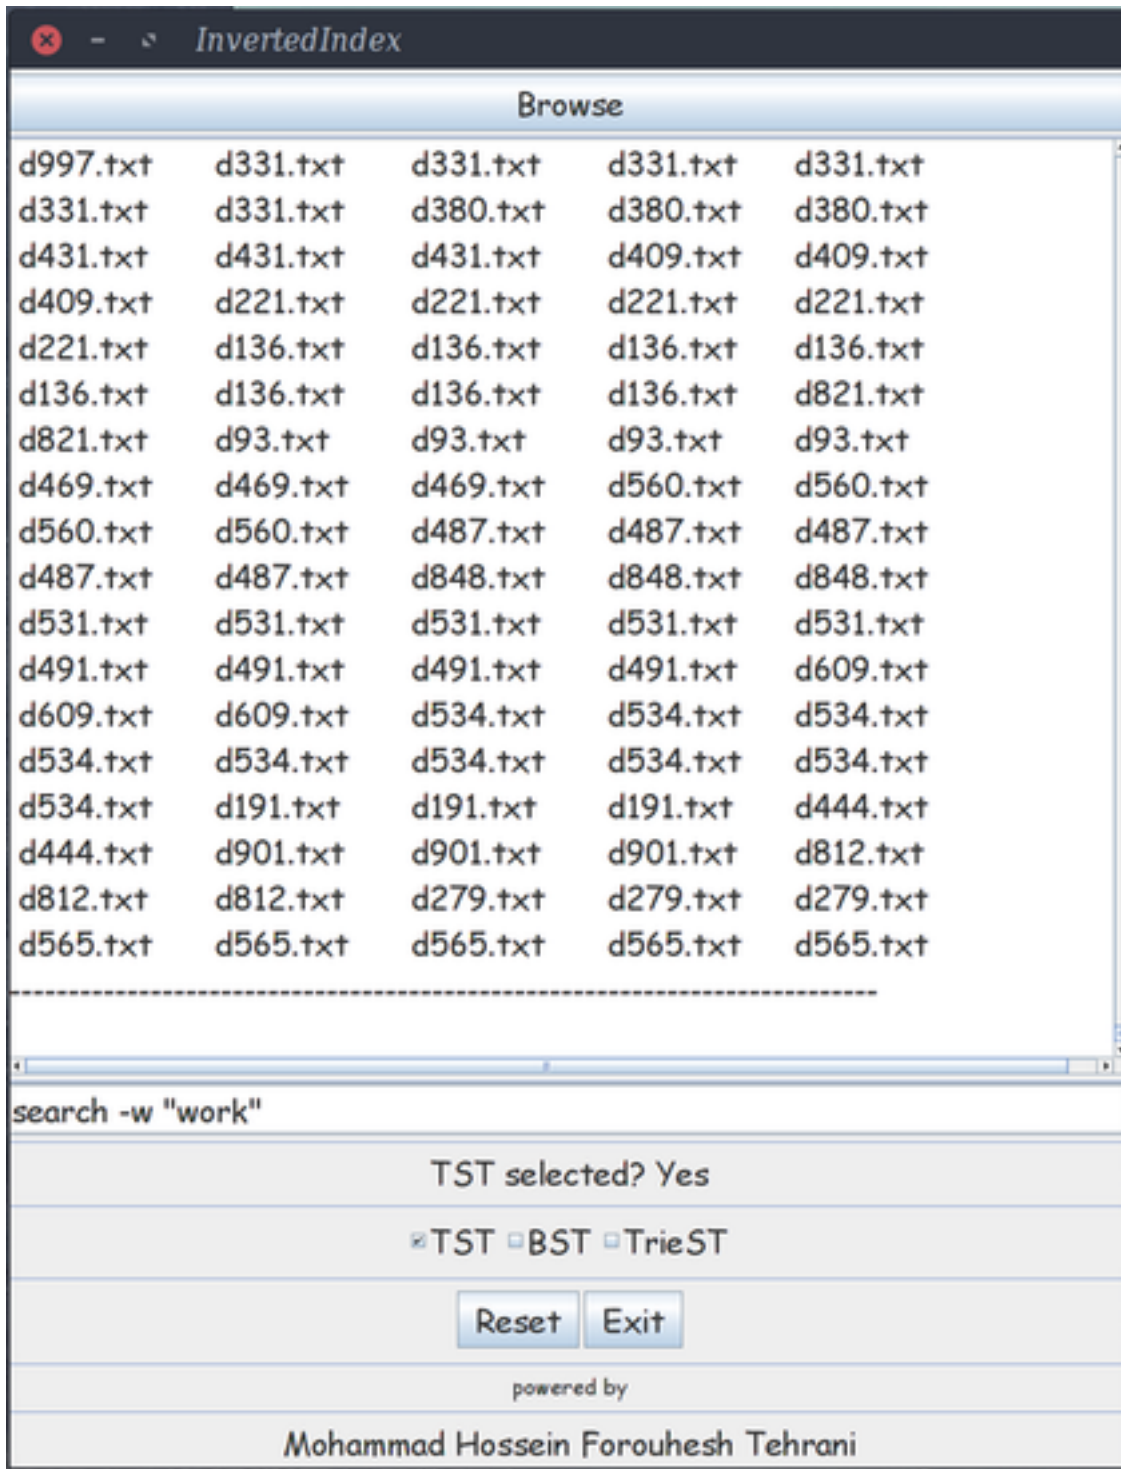 InvertedIndex
Browse
d997.txt d331.txt d331.txt d331.txt d331.txt
d331.txt d331.txt d380.txt d380.txt d380.txt
d431.txt d431.txt d431.txt d409.txt d409.txt
d409.txt d221.txt d221.txt d221.txt d221.txt
d221.txt d136.txt d136.txt d136.txt d136.txt
d136.txt d136.txt d136.txt d136.txt d821.txt
d821.txt d93.txt d93.txt d93.txt d93.txt
d469.txt d469.txt d469.txt d560.txt d560.txt
d560.txt d560.txt d487.txt d487.txt d487.txt
d487.txt d487.txt d848.txt d848.txt d848.txt
d531.txt d531.txt d531.txt d531.txt d531.txt
d491.txt d491.txt d491.txt d491.txt d609.txt
d609.txt d609.txt d534.txt d534.txt d534.txt
d534.txt d534.txt d534.txt d534.txt d534.txt
d534.txt d191.txt d191.txt d191.txt d444.txt
d444.txt d901.txt d901.txt d901.txt d812.txt
d812.txt d812.txt d279.txt d279.txt d279.txt
d565.txt d565.txt d565.txt d565.txt d565.txt
search -w "work"
TST selected? Yes
TST BST TrieST
Reset Exit
powered by
Mohammad Hossein Forouhesh Tehrani